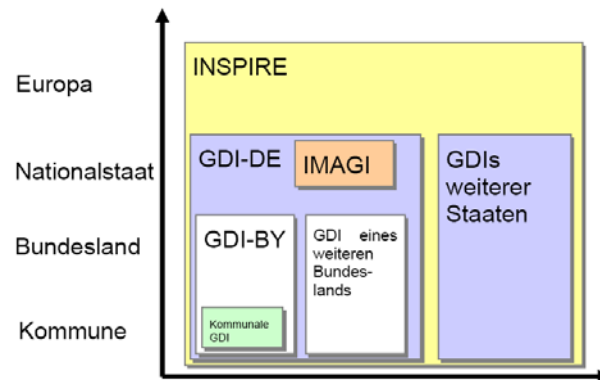 Europa
Nationalstaat
Bundesland
Kommune
INSPIRE
GDI-DE
IMAGI
GDI-BY
Kommunale
GDI
GDI eines
weiteren
Bundes-
lands
GDIs
weiterer
Staaten